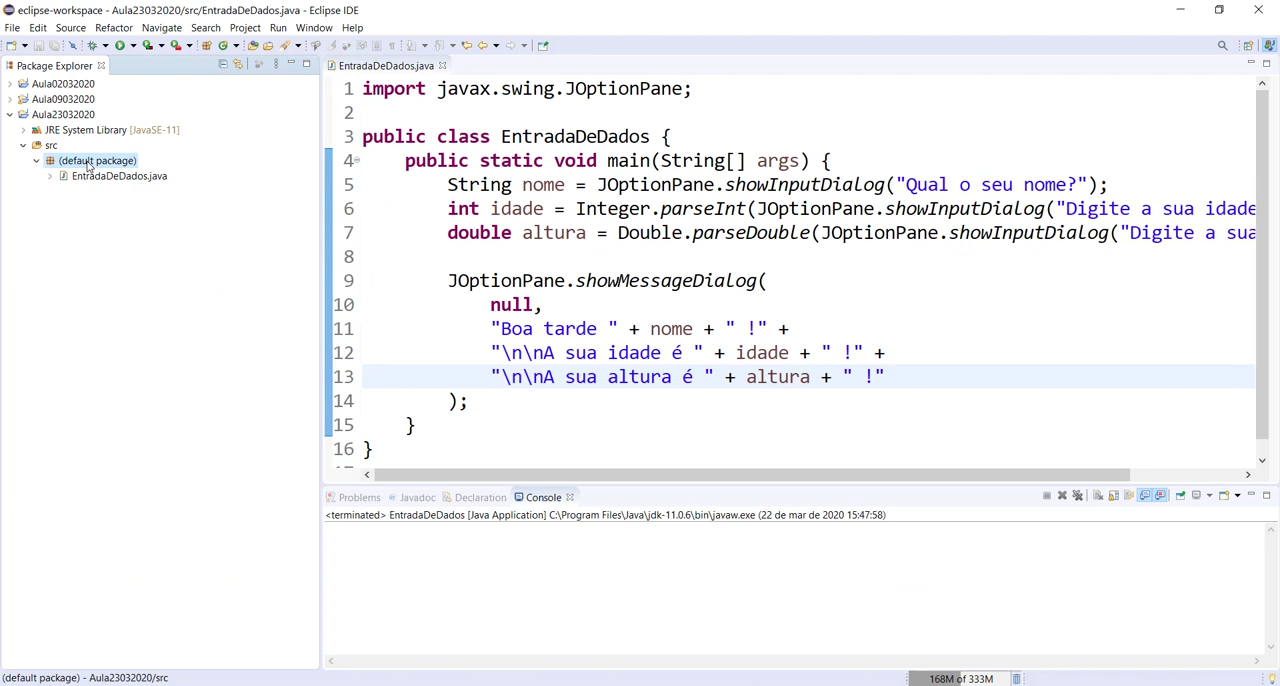 eclipse-workspace - Aula23032020/src/EntradaDeDados.java - Eclipse IDE
File Edit Source Refactor Navigate Search Project Run Window Help
Package Explorer
Aula02032020
Aula09032020
Aula23032020
JRE System Library [JavaSE-11]
src
(default package)
EntradaDeDados.java
EntradaDeDados.java
1 import javax.swing.JOptionPane;
2
3 public class EntradaDeDados {
4 public static void main(String[] args) {
5 String nome = JOptionPane.showInputDialog("Qual o seu nome?");
6 int idade = Integer.parseInt(JOptionPane.showInputDialog("Digite a sua idade
7 double altura = Double.parseDouble(JOptionPane.showInputDialog("Digite a sua
8
9 JOptionPane.showMessageDialog(
10 null,
11 "Boa tarde " + nome + " !" +
12 "\n\nA sua idade é " + idade + " !" +
13 "\n\nA sua altura é " + altura + " !"
14 );
15 }
16 }
Problems Javadoc Declaration Console
<terminated> EntradaDeDados [Java Application] C:\Program Files\Java\jdk-11.0.6\bin\javaw.exe (22 de mar de 2020 15:47:58)
(default package) - Aula23032020/src
168M of 333M